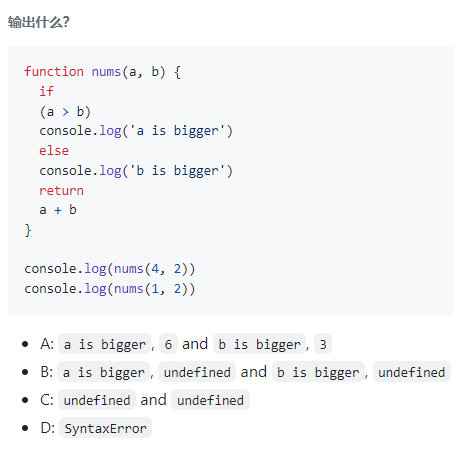 输出什么?
function nums(a, b) {
  if
  (a > b)
  console.log('a is bigger')
  else
  console.log('b is bigger')
  return
  a + b
}

console.log(nums(4, 2))
console.log(nums(1, 2))
• A: a is bigger, 6 and b is bigger, 3
• B: a is bigger, undefined and b is bigger, undefined
• C: undefined and undefined
• D: SyntaxError